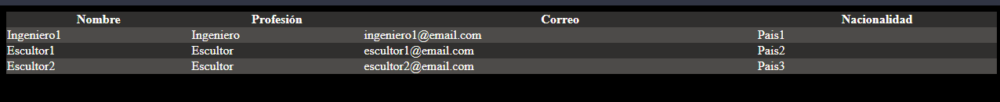 Nombre Profesión Correo Nacionalidad
Ingeniero1 Ingeniero ingeniero1@email.com Pais1
Escultor1 Escultor escultor1@email.com Pais2
Escultor2 Escultor escultor2@email.com Pais3